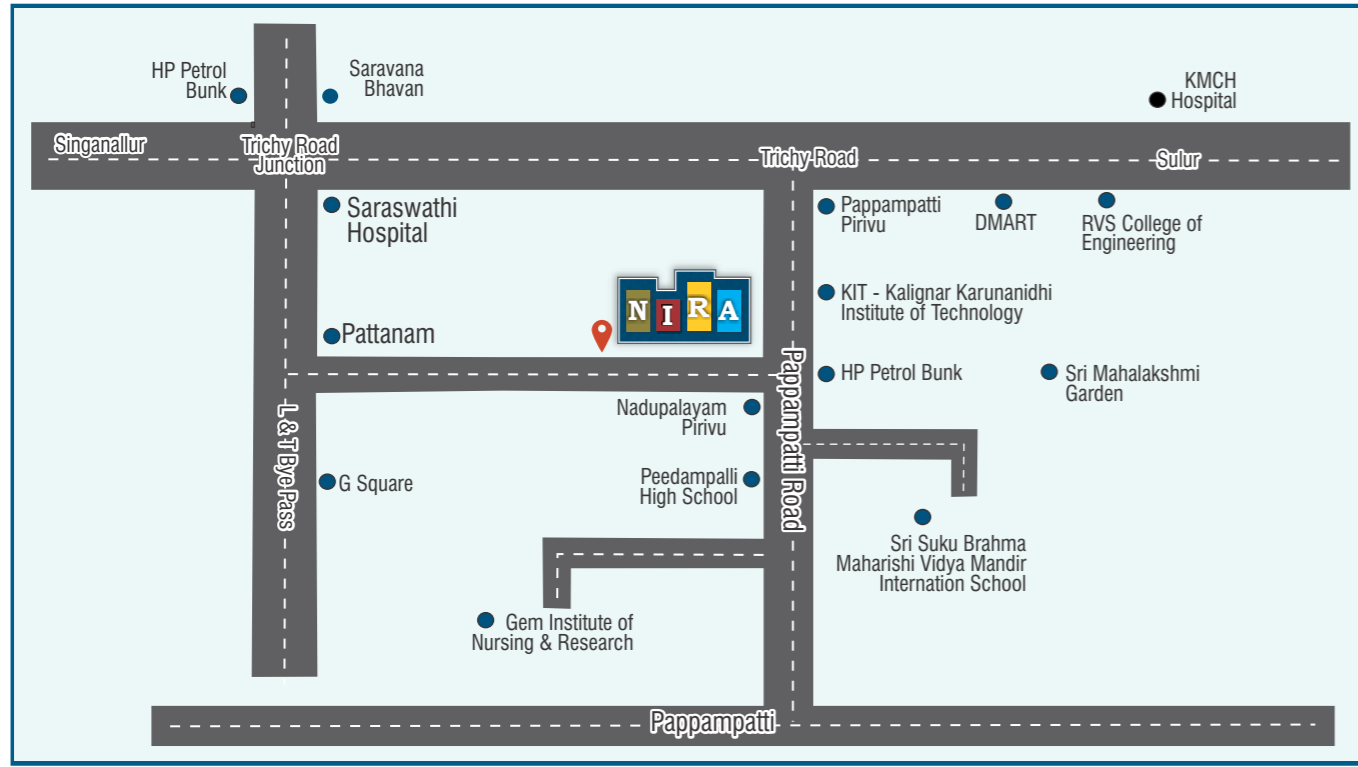 HP Petrol
Bunk
Saravana
Bhavan
KMCH
Hospital
Singanallur
Trichy Road
Junction
Trichy Road
Sulur
Saraswathi
Hospital
Pappampatti
Pirivu
DMART
RVS College of
Engineering
NIRA
KIT - Kalignar Karunanidhi
Institute of Technology
Pattanam
HP Petrol Bunk
Sri Mahalakshmi
Garden
Nadupalayam
Pirivu
L & T Bye Pass
Pappampatti Road
G Square
Peedampalli
High School
Sri Suku Brahma
Maharishi Vidya Mandir
Internation School
Gem Institute of
Nursing & Research
Pappampatti